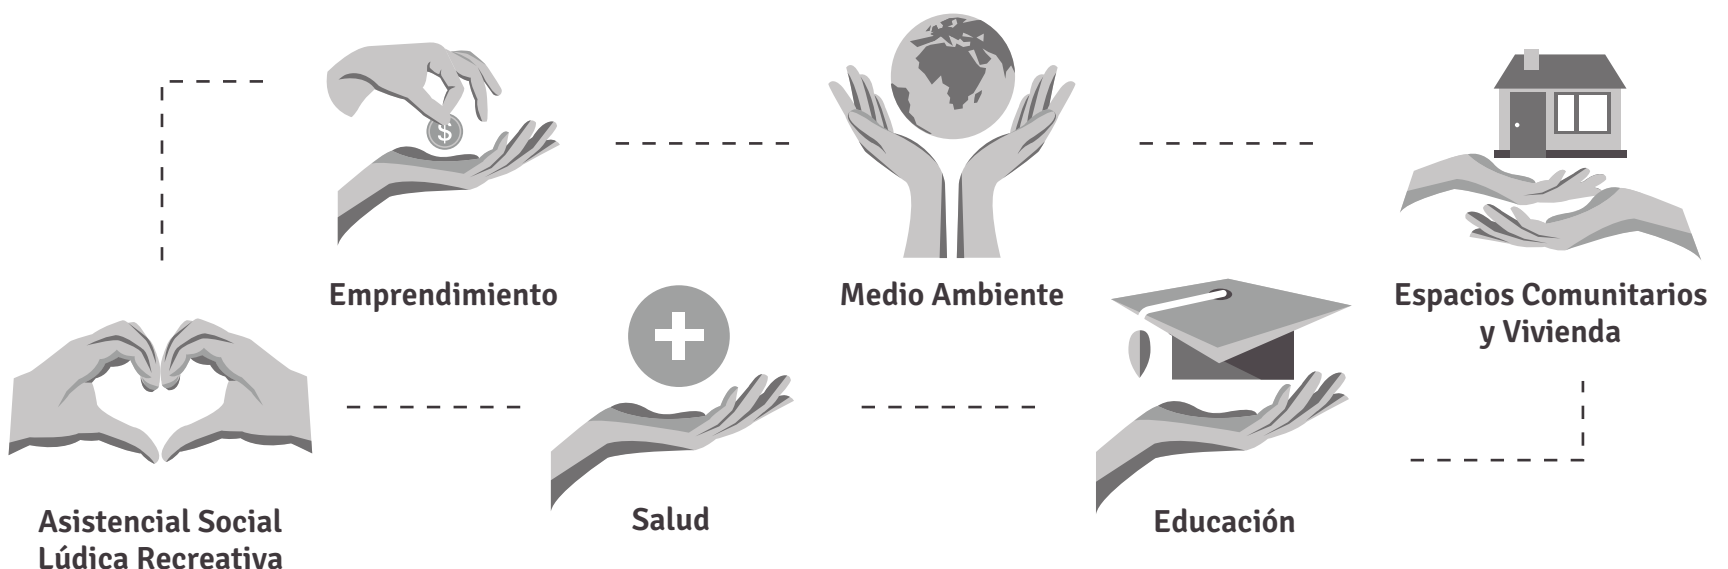 $
Emprendimiento
Medio Ambiente
Espacios Comunitarios
y Vivienda
Asistencial Social
Lúdica Recreativa
Salud
Educación